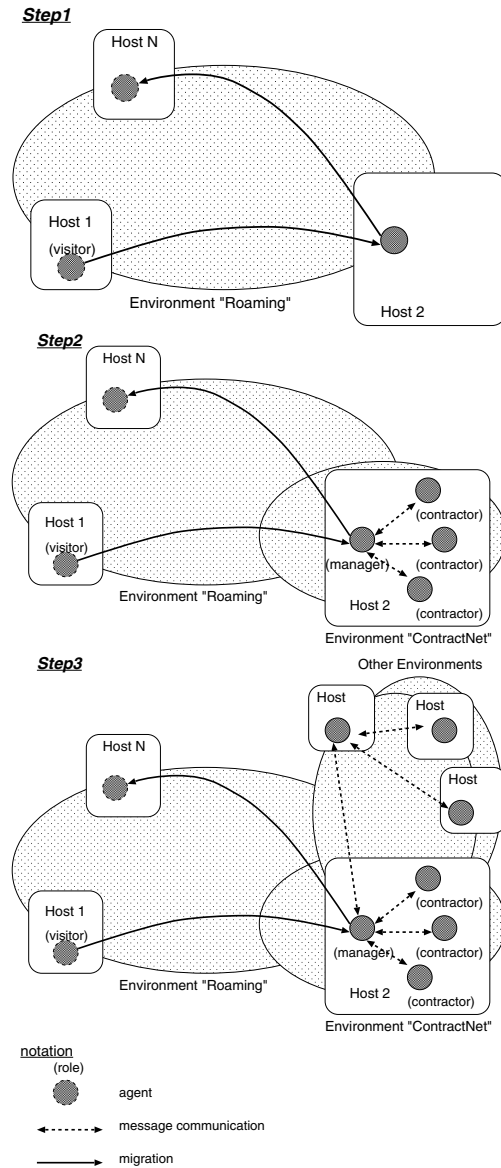 Step1
Host N
Host 1
(visitor)
Environment "Roaming"
Host 2
Step2
Host N
Host 1
(visitor)
(contractor)
(manager)
(contractor)
Host 2
(contractor)
Environment "Roaming"
Environment "ContractNet"
Step3
Other Environments
Host
Host
Host N
Host
Host 1
(visitor)
(contractor)
(manager)
(contractor)
Host 2
(contractor)
Environment "Roaming"
Environment "ContractNet"
notation
(role)
agent
message communication
migration